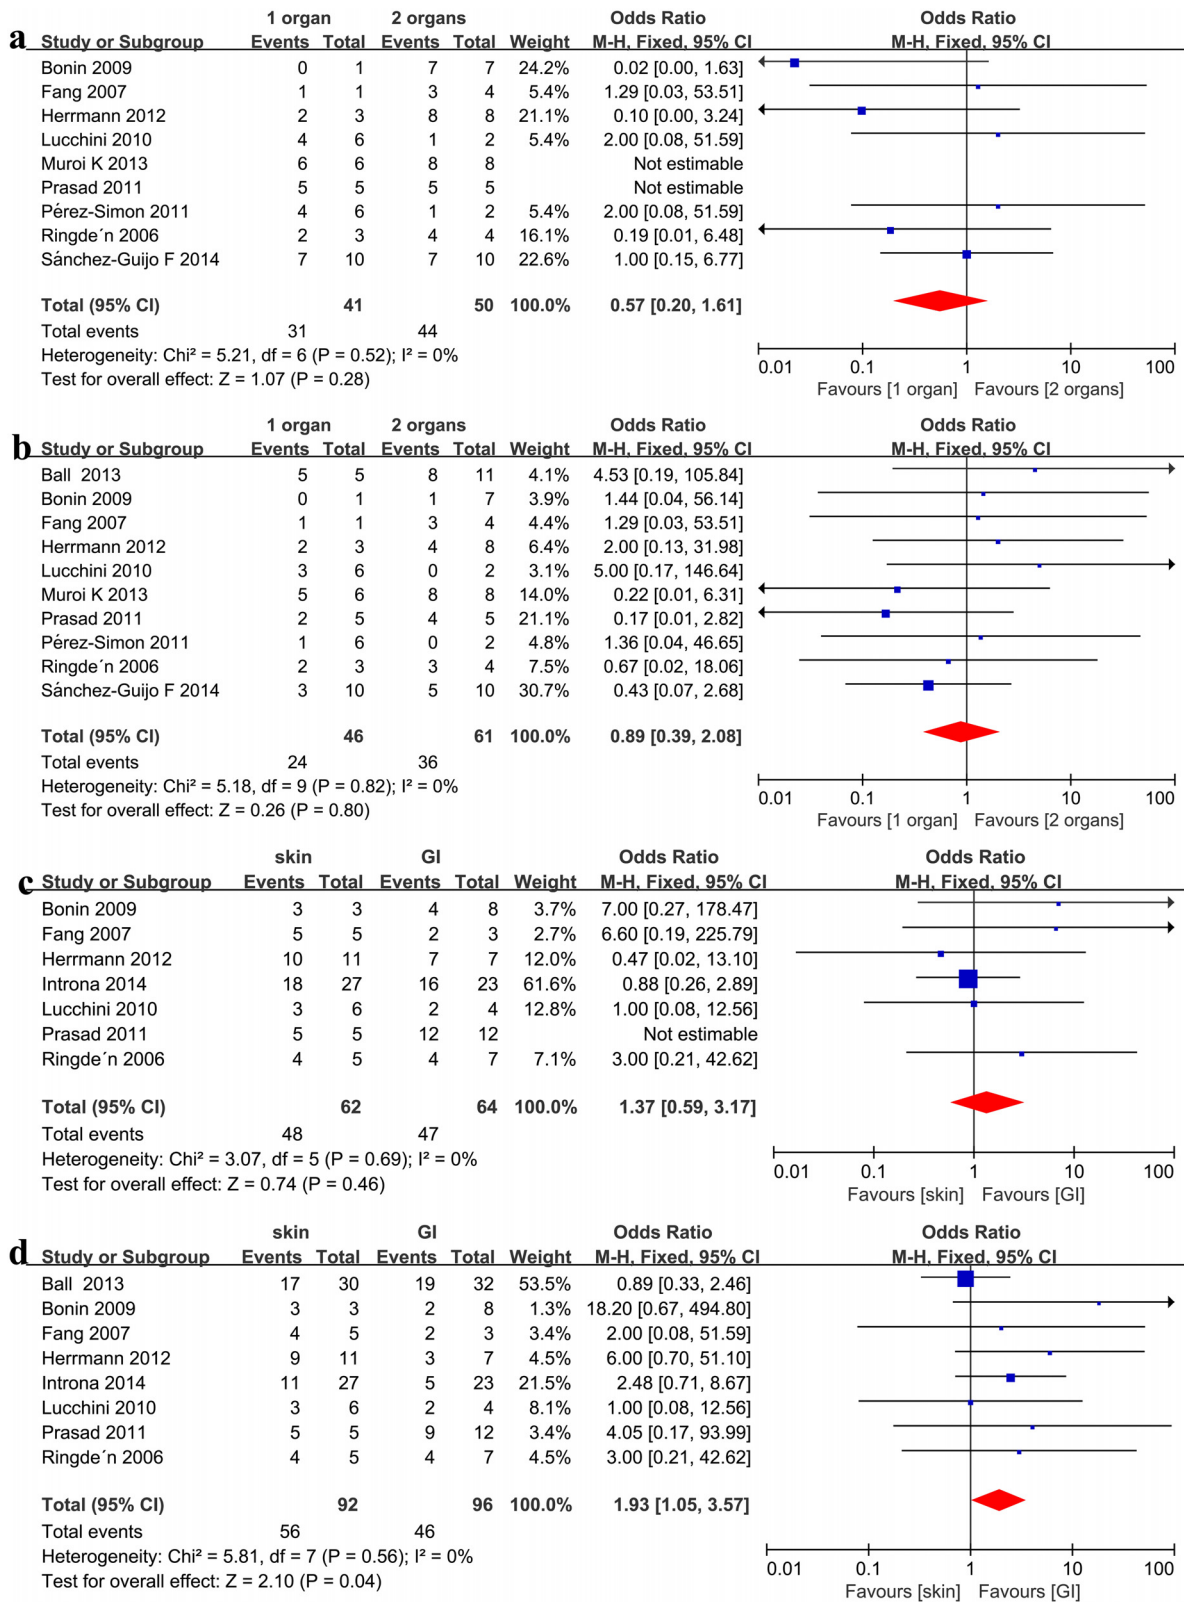 a
1 organ 2 organs Odds Ratio Odds Ratio
Study or Subgroup Events Total Events Total Weight M-H, Fixed, 95% CI M-H, Fixed, 95% CI
Bonin 2009 0 1 7 7 24.2% 0.02 [0.00, 1.63]
Fang 2007 1 1 3 4 5.4% 1.29 [0.03, 53.51]
Herrmann 2012 2 3 8 8 21.1% 0.10 [0.00, 3.24]
Lucchini 2010 4 6 1 2 5.4% 2.00 [0.08, 51.59]
Muroi K 2013 6 6 8 8 Not estimable
Prasad 2011 5 5 5 5 Not estimable
Pérez-Simon 2011 4 6 1 2 5.4% 2.00 [0.08, 51.59]
Ringde´n 2006 2 3 4 4 16.1% 0.19 [0.01, 6.48]
Sánchez-Guijo F 2014 7 10 7 10 22.6% 1.00 [0.15, 6.77]
Total (95% CI) 41 50 100.0% 0.57 [0.20, 1.61]
Total events 31 44
Heterogeneity: Chi² = 5.21, df = 6 (P = 0.52); I² = 0%
Test for overall effect: Z = 1.07 (P = 0.28)
0.01 0.1 1 10 100
Favours [1 organ] Favours [2 organs]
b
1 organ 2 organs Odds Ratio Odds Ratio
Study or Subgroup Events Total Events Total Weight M-H, Fixed, 95% CI M-H, Fixed, 95% CI
Ball 2013 5 5 8 11 4.1% 4.53 [0.19, 105.84]
Bonin 2009 0 1 1 7 3.9% 1.44 [0.04, 56.14]
Fang 2007 1 1 3 4 4.4% 1.29 [0.03, 53.51]
Herrmann 2012 2 3 4 8 6.4% 2.00 [0.13, 31.98]
Lucchini 2010 3 6 0 2 3.1% 5.00 [0.17, 146.64]
Muroi K 2013 5 6 8 8 14.0% 0.22 [0.01, 6.31]
Prasad 2011 2 5 4 5 21.1% 0.17 [0.01, 2.82]
Pérez-Simon 2011 1 6 0 2 4.8% 1.36 [0.04, 46.65]
Ringde´n 2006 2 3 3 4 7.5% 0.67 [0.02, 18.06]
Sánchez-Guijo F 2014 3 10 5 10 30.7% 0.43 [0.07, 2.68]
Total (95% CI) 46 61 100.0% 0.89 [0.39, 2.08]
Total events 24 36
Heterogeneity: Chi² = 5.18, df = 9 (P = 0.82); I² = 0%
Test for overall effect: Z = 0.26 (P = 0.80)
0.01 0.1 1 10 100
Favours [1 organ] Favours [2 organs]
c
skin GI Odds Ratio Odds Ratio
Study or Subgroup Events Total Events Total Weight M-H, Fixed, 95% CI M-H, Fixed, 95% CI
Bonin 2009 3 3 4 8 3.7% 7.00 [0.27, 178.47]
Fang 2007 5 5 2 3 2.7% 6.60 [0.19, 225.79]
Herrmann 2012 10 11 7 7 12.0% 0.47 [0.02, 13.10]
Introna 2014 18 27 16 23 61.6% 0.88 [0.26, 2.89]
Lucchini 2010 3 6 2 4 12.8% 1.00 [0.08, 12.56]
Prasad 2011 5 5 12 12 Not estimable
Ringde´n 2006 4 5 4 7 7.1% 3.00 [0.21, 42.62]
Total (95% CI) 62 64 100.0% 1.37 [0.59, 3.17]
Total events 48 47
Heterogeneity: Chi² = 3.07, df = 5 (P = 0.69); I² = 0%
Test for overall effect: Z = 0.74 (P = 0.46)
0.01 0.1 1 10 100
Favours [skin] Favours [GI]
d
skin GI Odds Ratio Odds Ratio
Study or Subgroup Events Total Events Total Weight M-H, Fixed, 95% CI M-H, Fixed, 95% CI
Ball 2013 17 30 19 32 53.5% 0.89 [0.33, 2.46]
Bonin 2009 3 3 2 8 1.3% 18.20 [0.67, 494.80]
Fang 2007 4 5 2 3 3.4% 2.00 [0.08, 51.59]
Herrmann 2012 9 11 3 7 4.5% 6.00 [0.70, 51.10]
Introna 2014 11 27 5 23 21.5% 2.48 [0.71, 8.67]
Lucchini 2010 3 6 2 4 8.1% 1.00 [0.08, 12.56]
Prasad 2011 5 5 9 12 3.4% 4.05 [0.17, 93.99]
Ringde´n 2006 4 5 4 7 4.5% 3.00 [0.21, 42.62]
Total (95% CI) 92 96 100.0% 1.93 [1.05, 3.57]
Total events 56 46
Heterogeneity: Chi² = 5.81, df = 7 (P = 0.56); I² = 0%
Test for overall effect: Z = 2.10 (P = 0.04)
0.01 0.1 1 10 100
Favours [skin] Favours [GI]